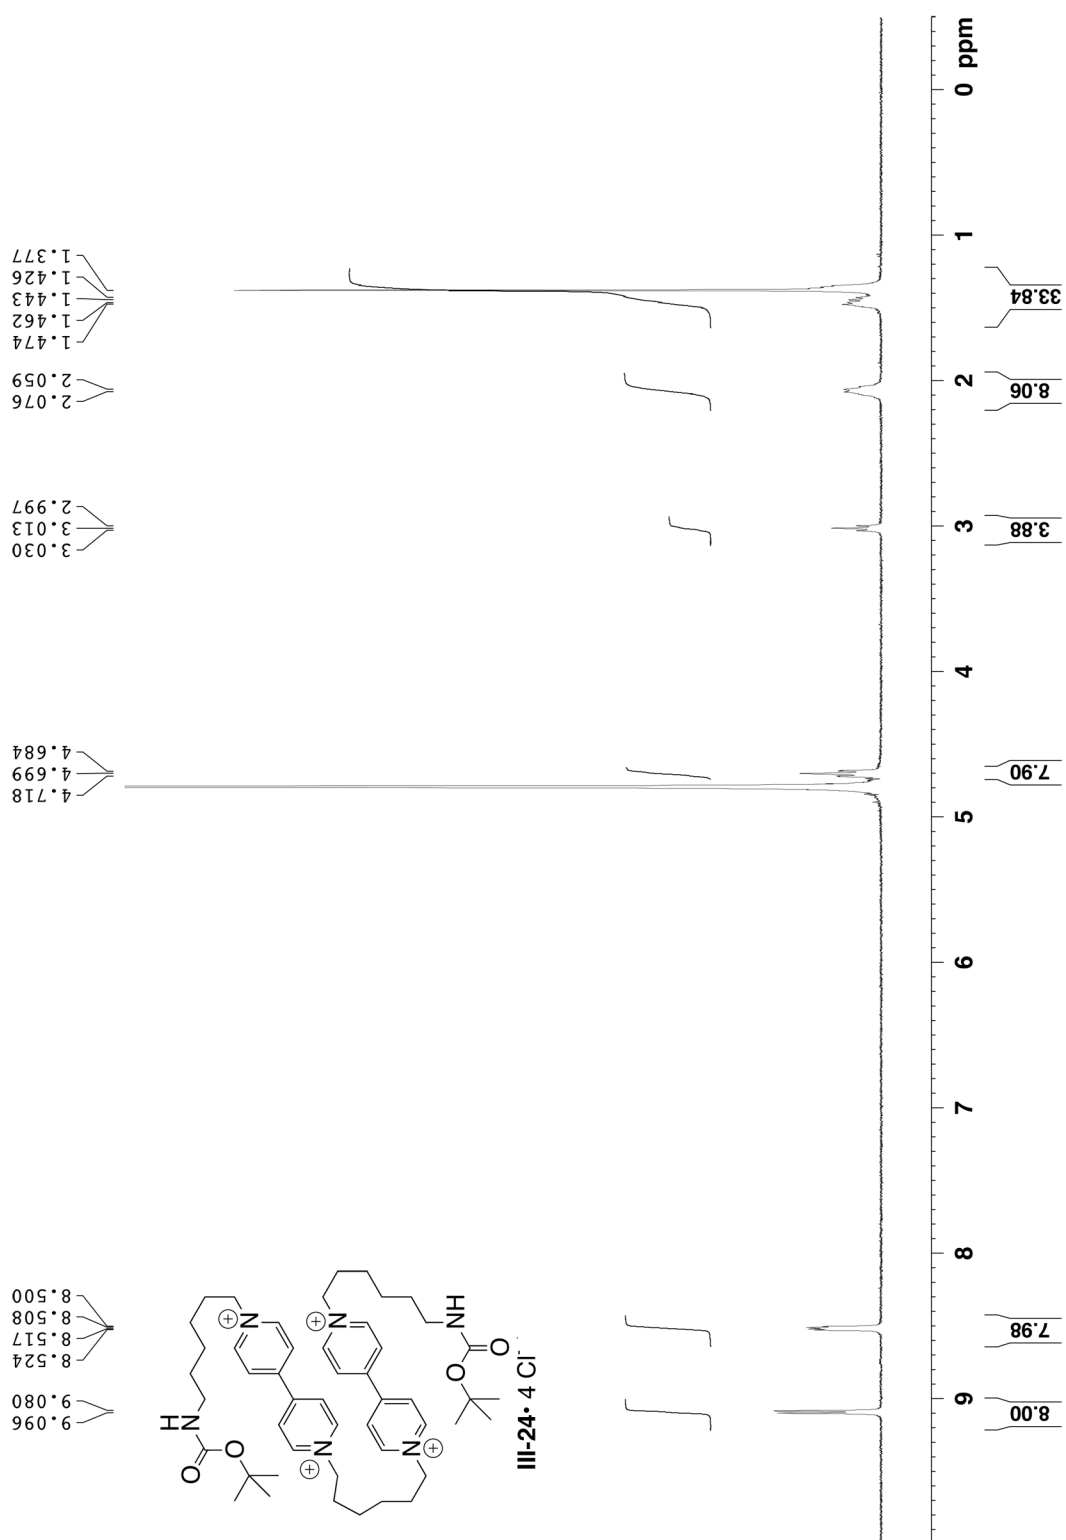 9.096
9.080
8.524
8.517
8.508
8.500
4.718
4.699
4.684
3.030
3.013
2.997
2.076
2.059
1.474
1.462
1.443
1.426
1.377
H
O N
O
+
N
+ N
+
N
N +
O NH
O
III-24• 4 Cl-
9 8 7 6 5 4 3 2 1 0 ppm
8.00 7.98 7.90 3.88 8.06 33.84